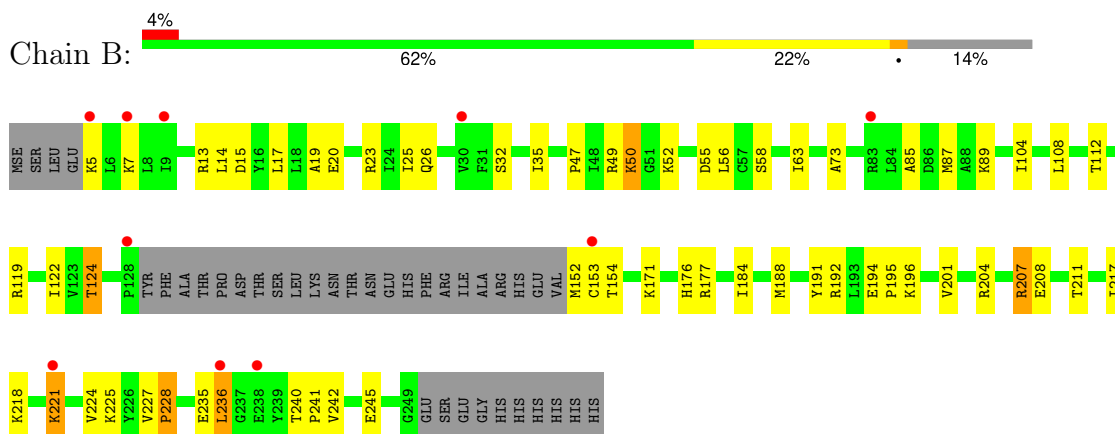 4%
Chain B:
62% 22% • 14%
MSE SER LEU GLU K5 L6 K7 L8 I9 R13 L14 D15 Y16 L17 L18 A19 E20 R23 I24 I25 Q26 V30 F31 S32 I35 P47 I48 R49 K50 G51 K52 D55 L56 C57 S58 I63 A73 R83 L84 A85 D86 M87 A88 K89 I104 L108 T112
R119 I122 V123 T124 P128 TYR PHE ALA THR PRO ASP THR SER LEU LYS ASN THR ASN GLU HIS PHE ARG ILE ALA ARG HIS GLU VAL M152 C153 T154 K171 H176 R177 I184 M188 Y191 R192 L193 E194 P195 K196 V201 R204 R207 E208 T211 I217
K218 K221 V224 K225 Y226 V227 P228 E235 L236 G237 E238 Y239 T240 P241 V242 E245 G249 GLU SER GLU GLY HIS HIS HIS HIS HIS HIS